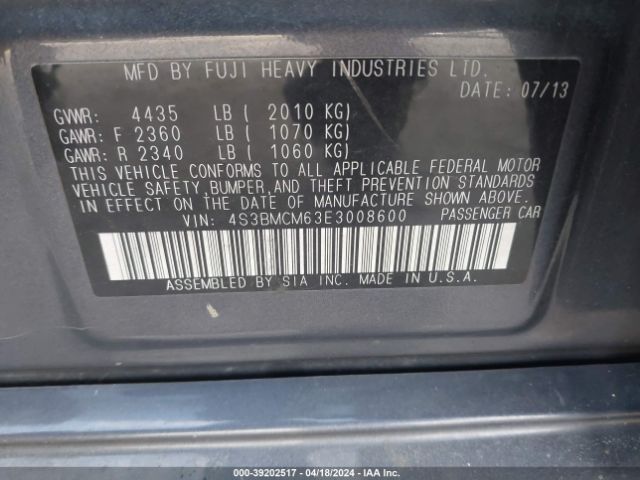 MFD BY FUJI HEAVY INDUSTRIES LTD.
DATE: 07/13
GVWR: 4435 LB ( 2010 KG)
GAWR: F 2360 LB ( 1070 KG)
GAWR: R 2340 LB ( 1060 KG)
THIS VEHICLE CONFORMS TO ALL APPLICABLE FEDERAL MOTOR
VEHICLE SAFETY, BUMPER, AND THEFT PREVENTION STANDARDS
IN EFFECT ON THE DATE OF MANUFACTURE SHOWN ABOVE.
VIN: 4S3BMCM63E3008600 PASSENGER CAR
ASSEMBLED BY SIA INC. MADE IN U.S.A.
000-39202517 - 04/18/2024 - IAA Inc.